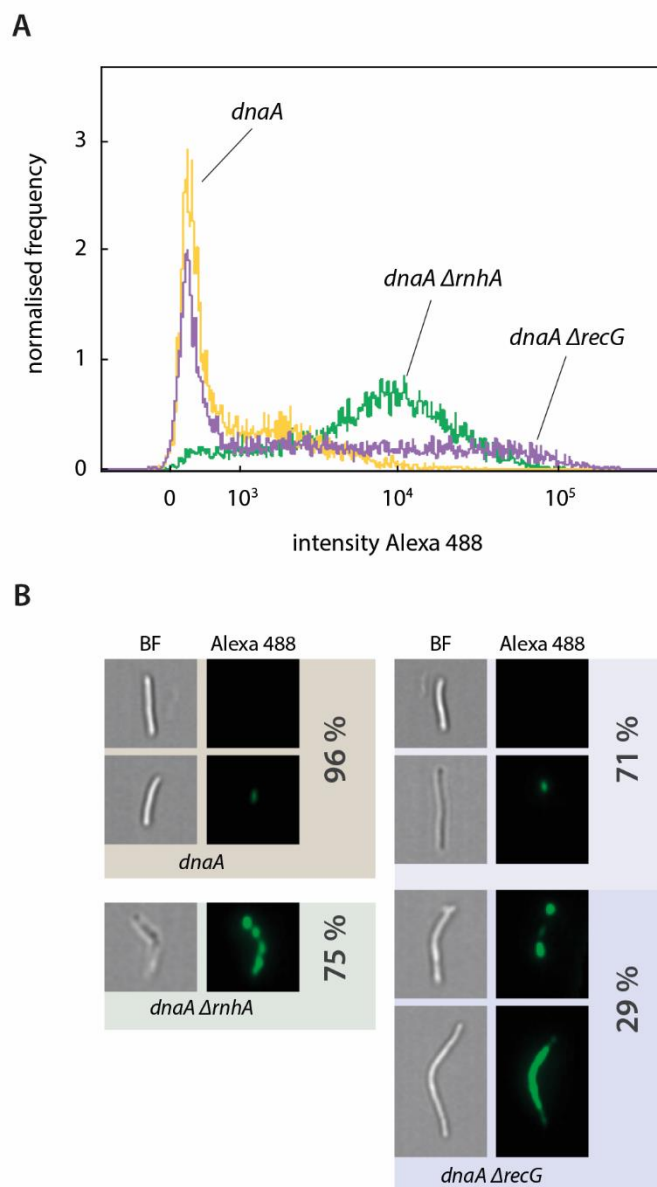 A
normalised frequency
3
2
1
0
dnaA
dnaA ΔrnhA
dnaA ΔrecG
0 10³ 10⁴ 10⁵
intensity Alexa 488
B
BF Alexa 488
96 %
dnaA
75 %
dnaA ΔrnhA
BF Alexa 488
71 %
29 %
dnaA ΔrecG